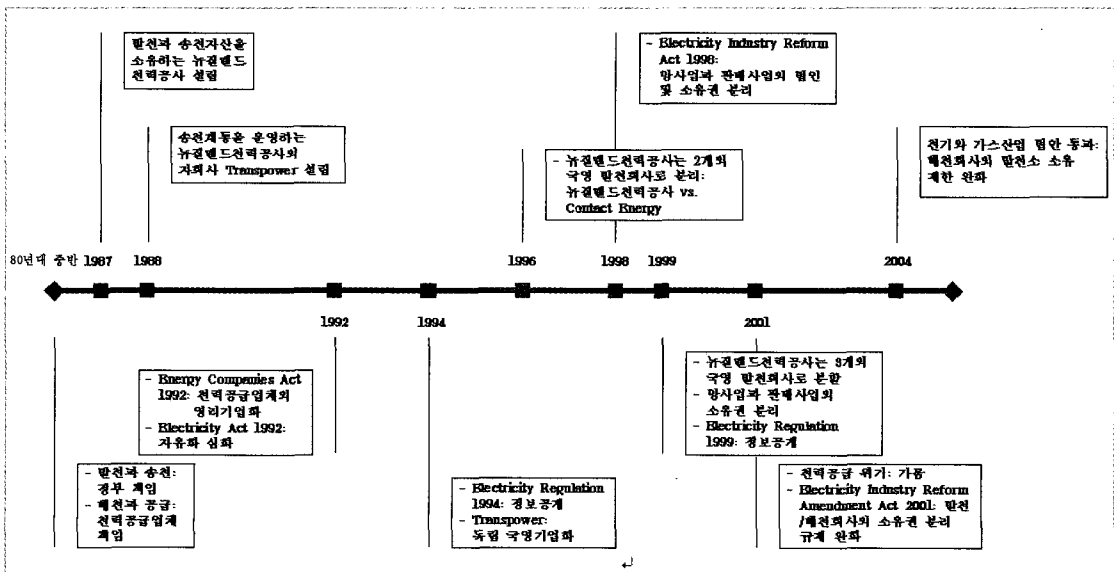 발전과 송전자산을
소유하는 뉴질랜드
전력공사 설립
송전계통을 운영하는
뉴질랜드전력공사의
자회사 Transpower 설립
- Electricity Industry Reform
Act 1998:
망사업과 판매사업의 법인
및 소유권 분리
- 뉴질랜드전력공사는 2개의
국영 발전회사로 분리:
뉴질랜드전력공사 vs.
Contact Energy
전기와 가스산업 법안 통과:
배전회사의 발전소 소유
제한 완화
80년대 중반 1987 1988 1996 1998 1999 2004
1992 1994 2001
- Energy Companies Act
1992: 전력공급업체의
영리기업화
- Electricity Act 1992:
자유화 심화
- 발전과 송전:
정부 책임
- 배전과 공급:
전력공급업체
책임
- Electricity Regulation
1994: 정보공개
- Transpower:
독립 국영기업화
- 뉴질랜드전력공사는 3개의
국영 발전회사로 분할
- 망사업과 판매사업의
소유권 분리
- Electricity Regulation
1999: 정보공개
- 전력공급 위기: 가뭄
- Electricity Industry Reform
Amendment Act 2001: 발전
/배전회사의 소유권 분리
규제 완화